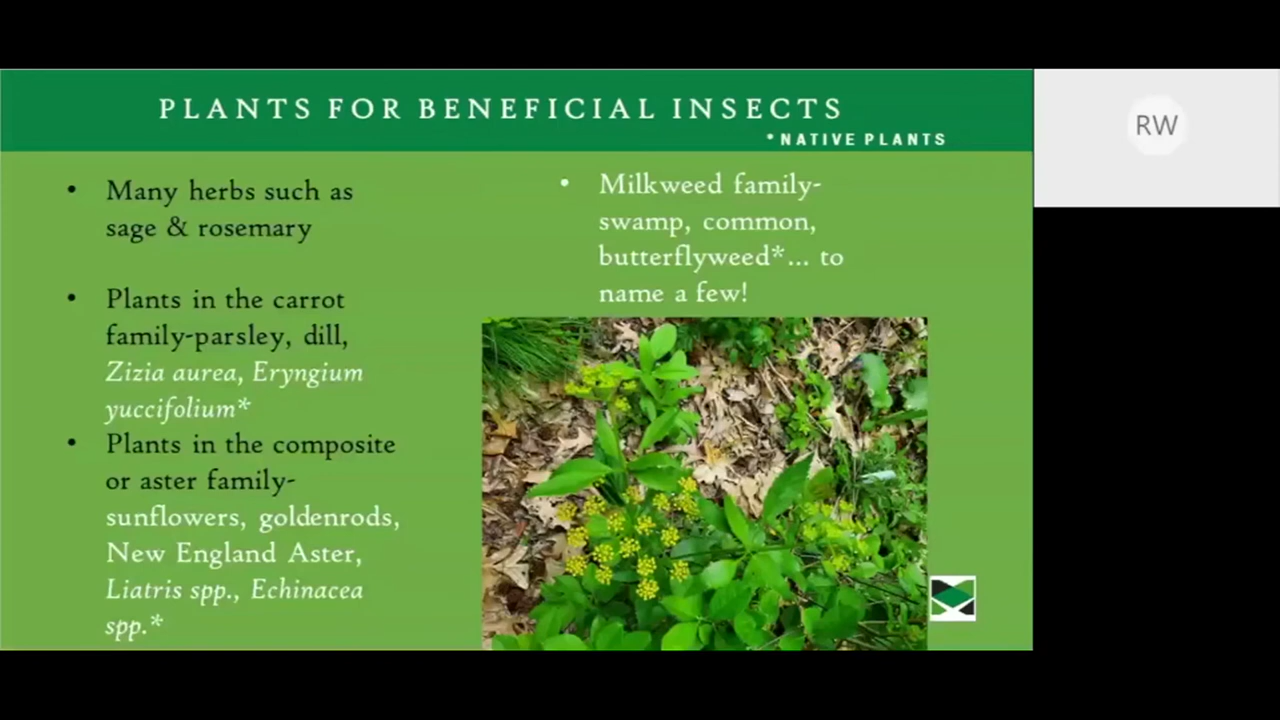 PLANTS FOR BENEFICIAL INSECTS
*NATIVE PLANTS
• Many herbs such as
sage & rosemary
• Plants in the carrot
family-parsley, dill,
Zizia aurea, Eryngium
yuccifolium*
• Plants in the composite
or aster family-
sunflowers, goldenrods,
New England Aster,
Liatris spp., Echinacea
spp.*
• Milkweed family-
swamp, common,
butterflyweed*... to
name a few!
RW